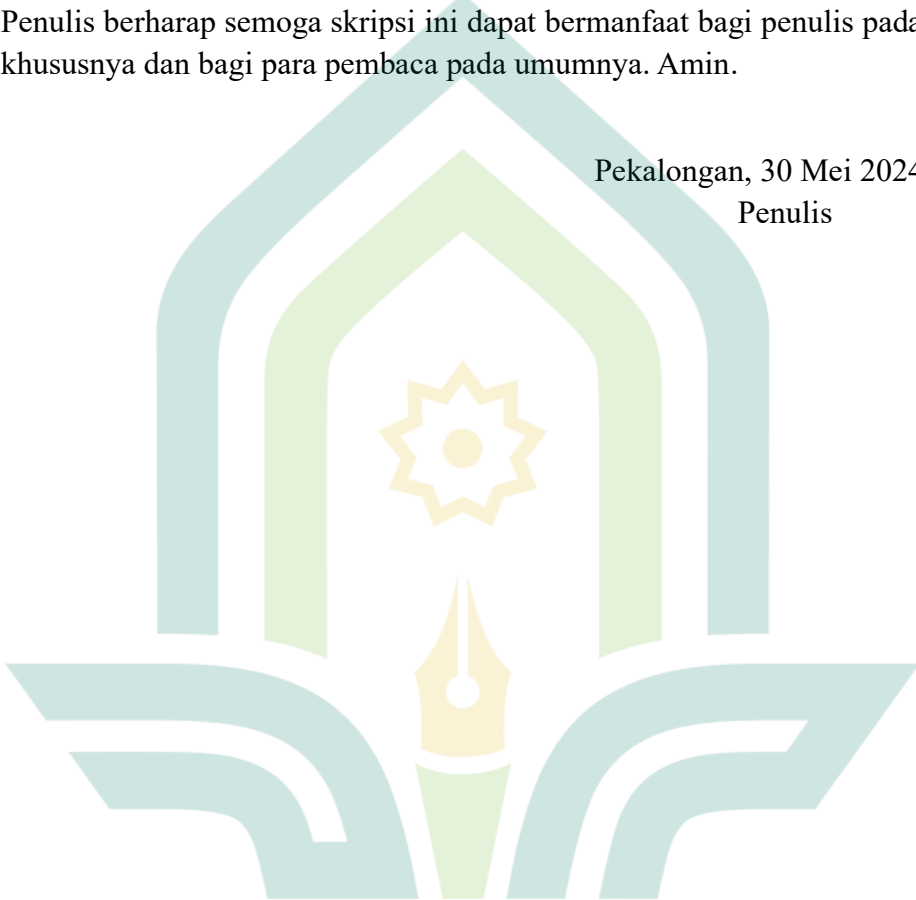 Penulis berharap semoga skripsi ini dapat bermanfaat bagi penulis pada
khususnya dan bagi para pembaca pada umumnya. Amin.
Pekalongan, 30 Mei 2024
Penulis